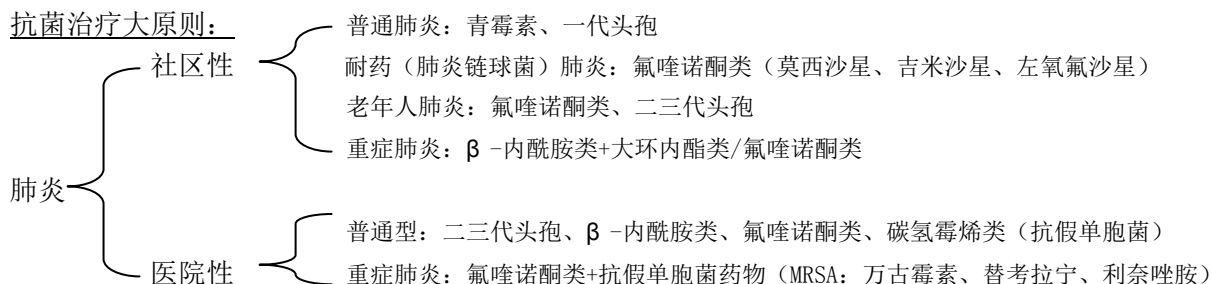 抗菌治疗大原则：
普通肺炎：青霉素、一代头孢
社区性
耐药（肺炎链球菌）肺炎：氟喹诺酮类（莫西沙星、吉米沙星、左氧氟沙星）
老年人肺炎：氟喹诺酮类、二三代头孢
重症肺炎：β-内酰胺类+大环内酯类/氟喹诺酮类
肺炎
普通型：二三代头孢、β-内酰胺类、氟喹诺酮类、碳氢霉烯类（抗假单胞菌）
医院性
重症肺炎：氟喹诺酮类+抗假单胞菌药物（MRSA：万古霉素、替考拉宁、利奈唑胺）